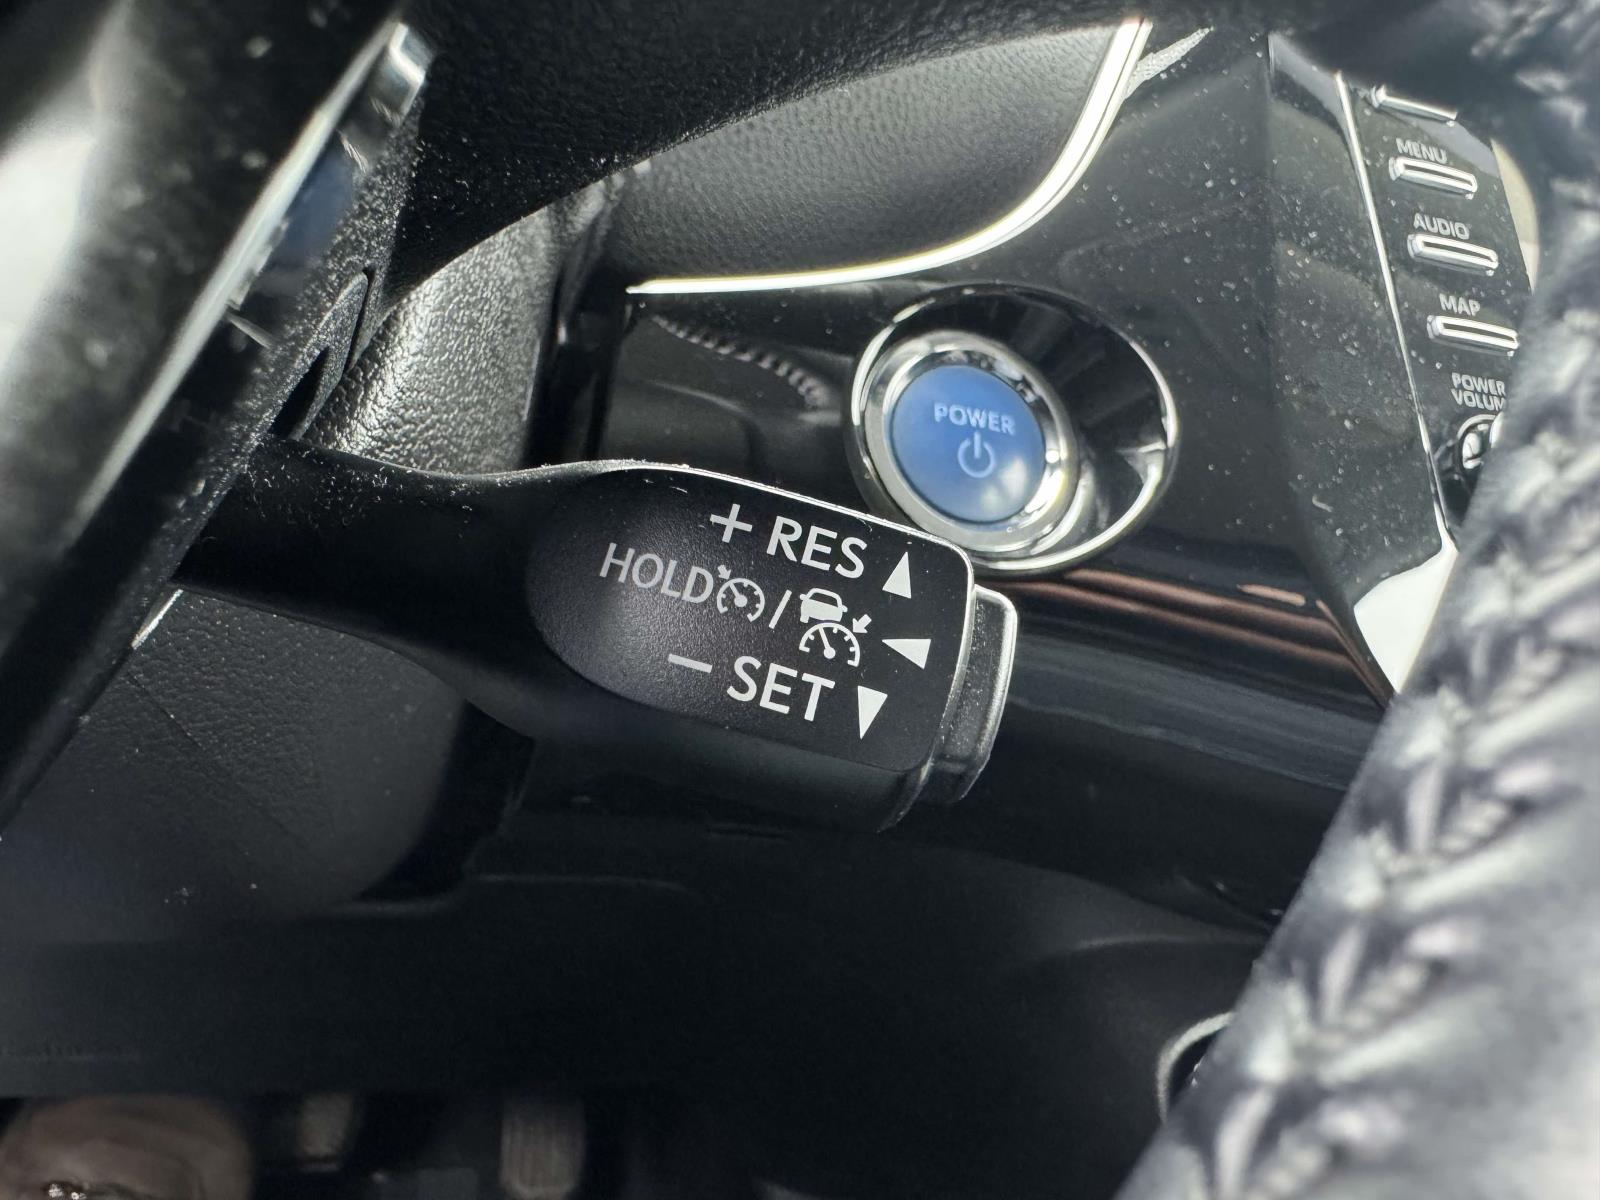 MENU
AUDIO
MAP
POWER
POWER
+ RES
HOLD /
− SET